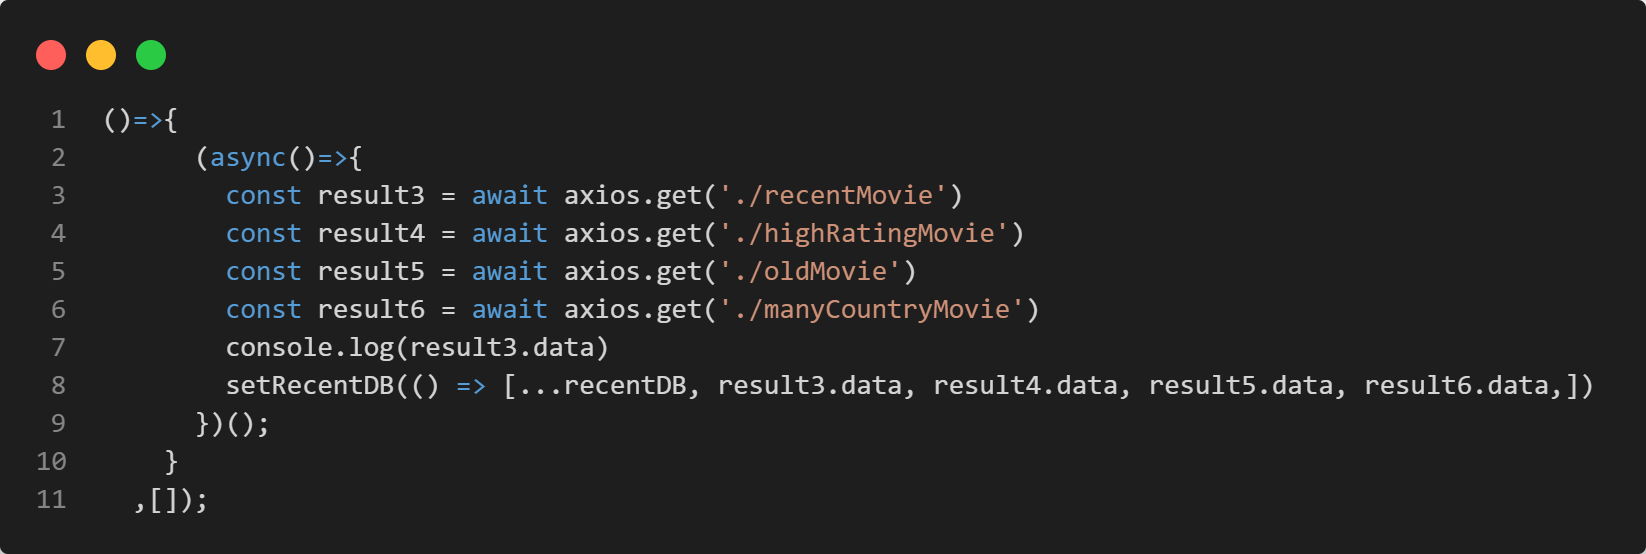 1 ()=>{
2 (async()=>{
3 const result3 = await axios.get('./recentMovie')
4 const result4 = await axios.get('./highRatingMovie')
5 const result5 = await axios.get('./oldMovie')
6 const result6 = await axios.get('./manyCountryMovie')
7 console.log(result3.data)
8 setRecentDB(() => [...recentDB, result3.data, result4.data, result5.data, result6.data,])
9 })();
10 }
11 ,[]);